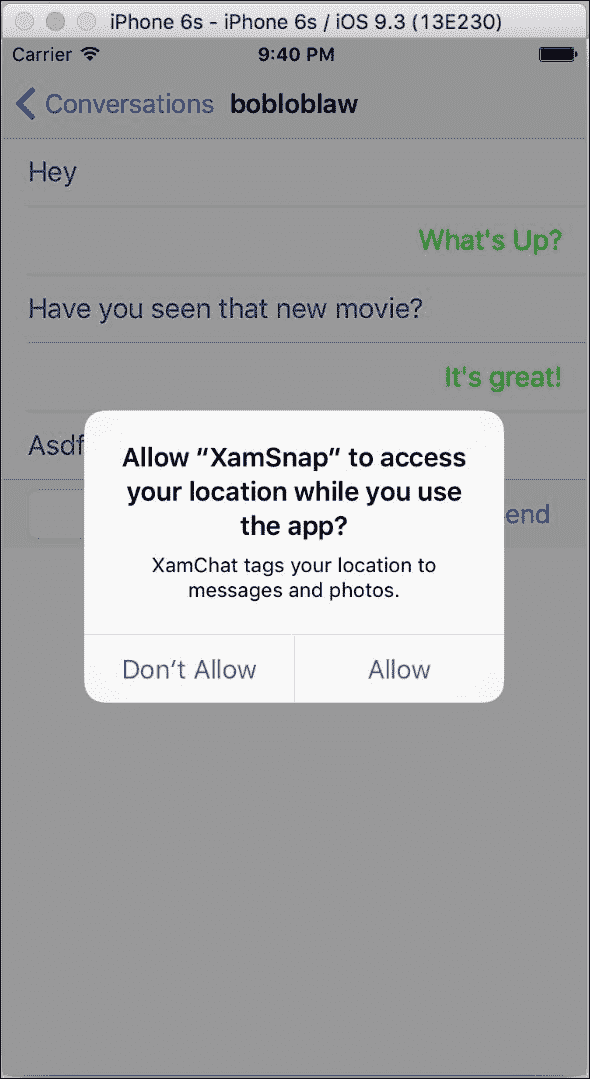 iPhone 6s - iPhone 6s / iOS 9.3 (13E230)
Carrier 9:40 PM
Conversations bobloblaw
Hey
What's Up?
Have you seen that new movie?
It's great!
Asdf
Allow “XamSnap” to access
your location while you use
the app?
XamChat tags your location to
messages and photos.
end
Don’t Allow Allow